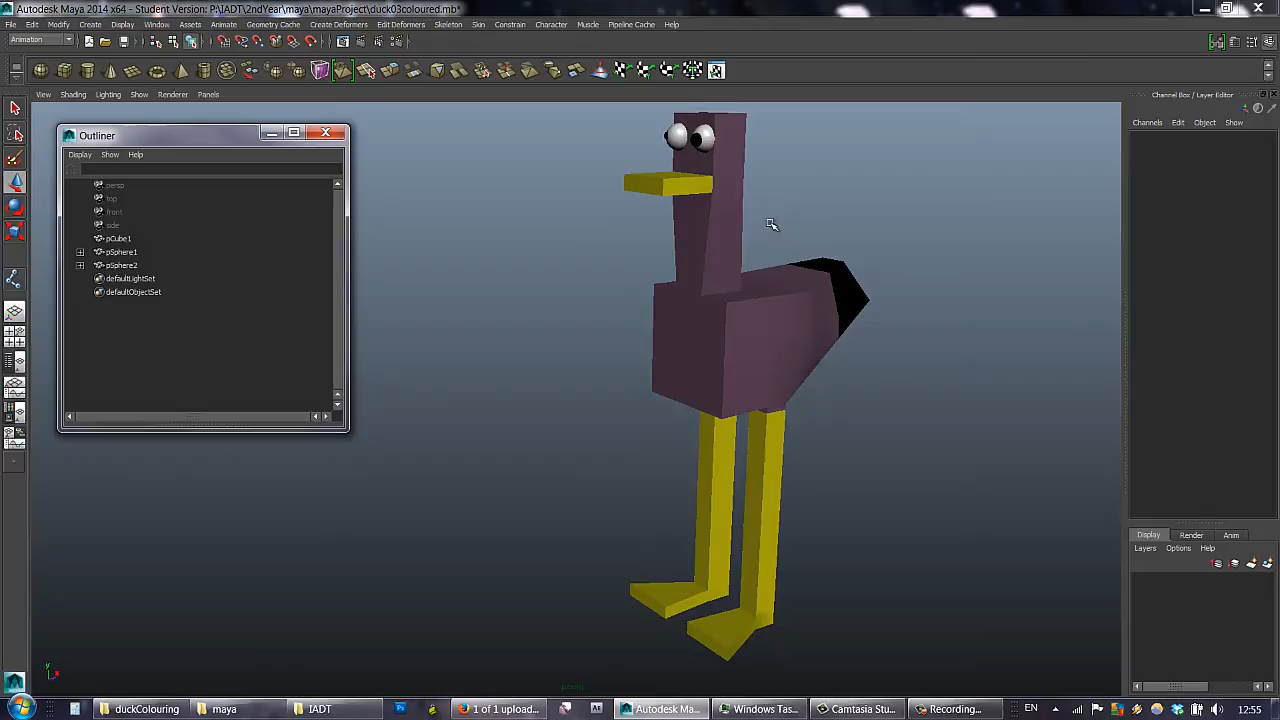 Autodesk Maya 2014 x64 - Student Version: P:\IADT\2ndYear\maya\mayaProject\duck03coloured.mb*
File Edit Modify Create Display Window Assets Animate Geometry Cache Create Deformers Edit Deformers Skeleton Skin Constrain Character Muscle Pipeline Cache Help
Animation
View Shading Lighting Show Renderer Panels
Channel Box / Layer Editor
Channels Edit Object Show
Outliner
Display Show Help
persp
top
front
side
pCube1
pSphere1
pSphere2
defaultLightSet
defaultObjectSet
Display Render Anim
Layers Options Help
y
x
persp
duckColouring maya IADT 1 of 1 upload... Autodesk Ma... Windows Tas... Camtasia Stu... Recording... EN 12:55